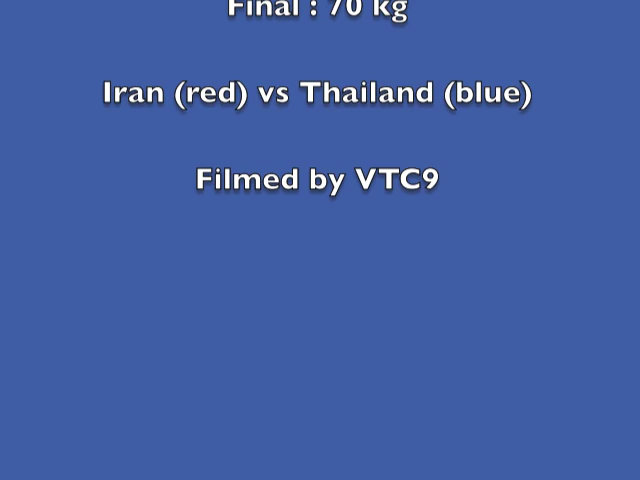 Final : 70 kg
Iran (red) vs Thailand (blue)
Filmed by VTC9